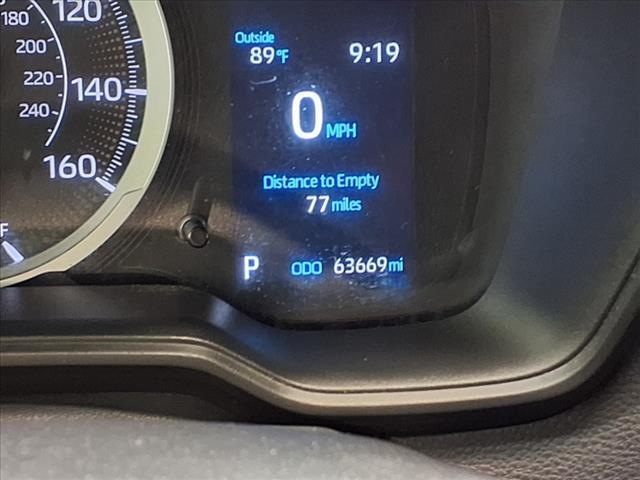 180
120
200
220
140
240
160
F
Outside
89°F 9:19
0 MPH
Distance to Empty
77 miles
P ODO 63669 mi